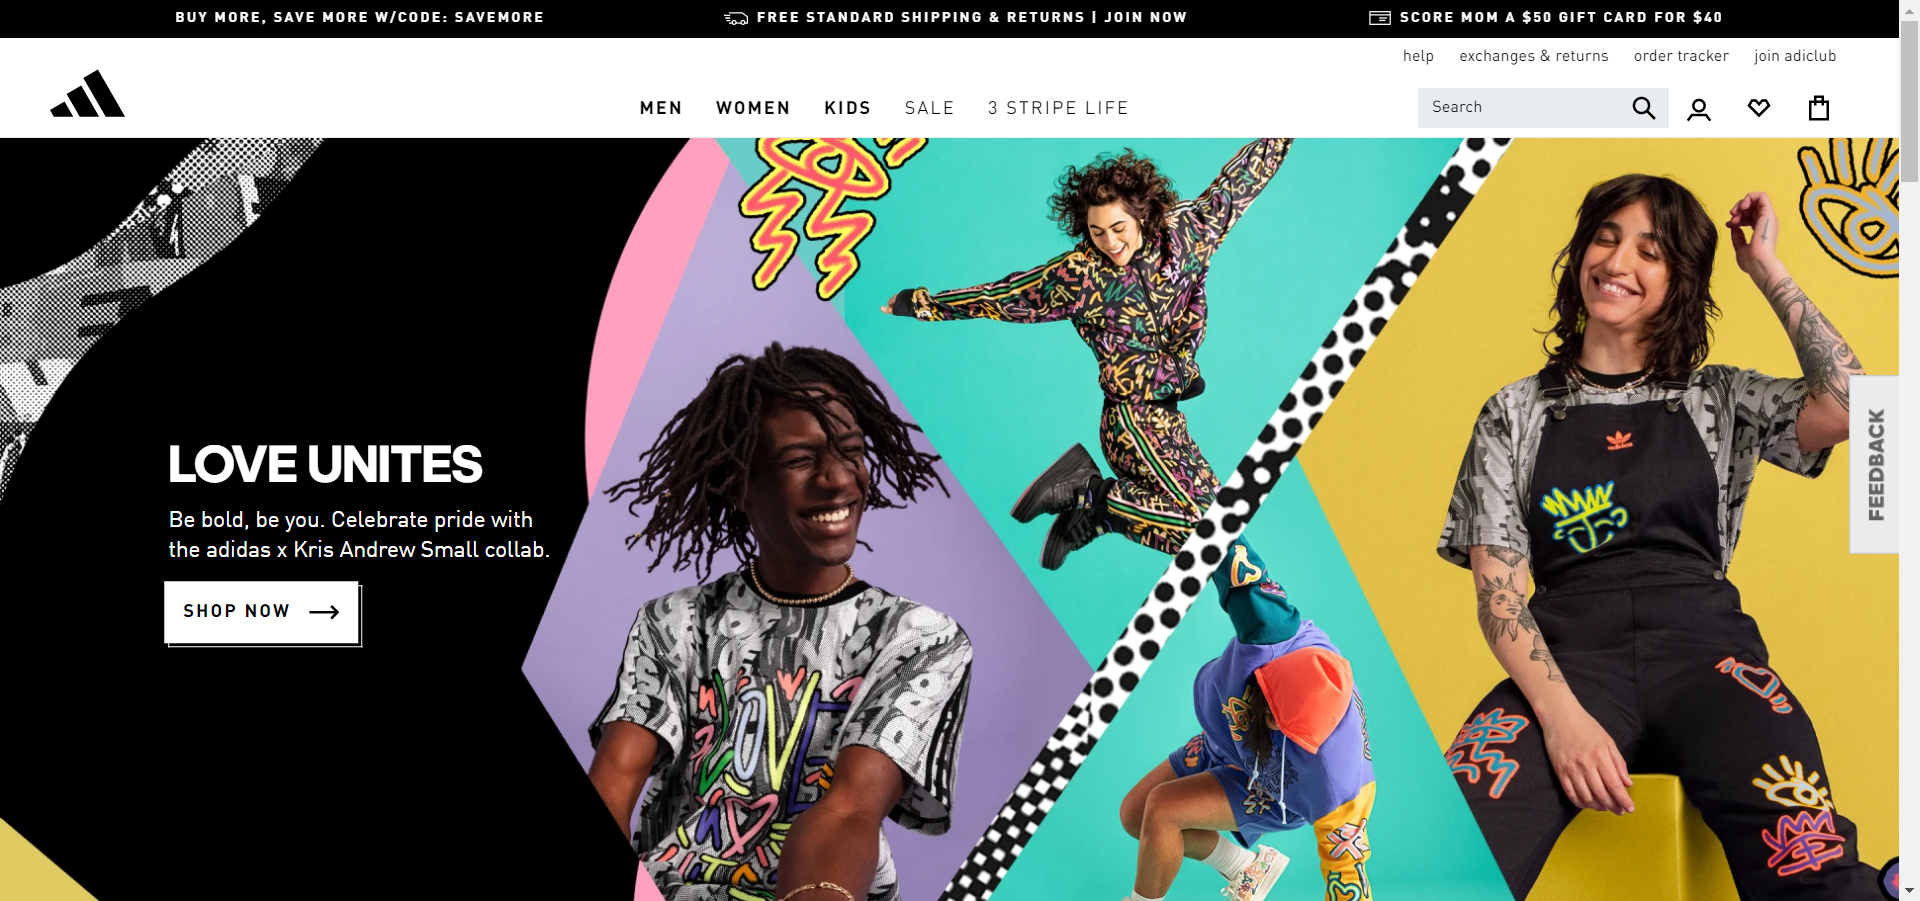 BUY MORE, SAVE MORE W/CODE: SAVEMORE
FREE STANDARD SHIPPING & RETURNS | JOIN NOW
SCORE MOM A $50 GIFT CARD FOR $40
help
exchanges & returns
order tracker
join adiclub
MEN
WOMEN
KIDS
SALE
3 STRIPE LIFE
Search
LOVE UNITES
Be bold, be you. Celebrate pride with
the adidas x Kris Andrew Small collab.
SHOP NOW
adidas
LOVE
FEEDBACK